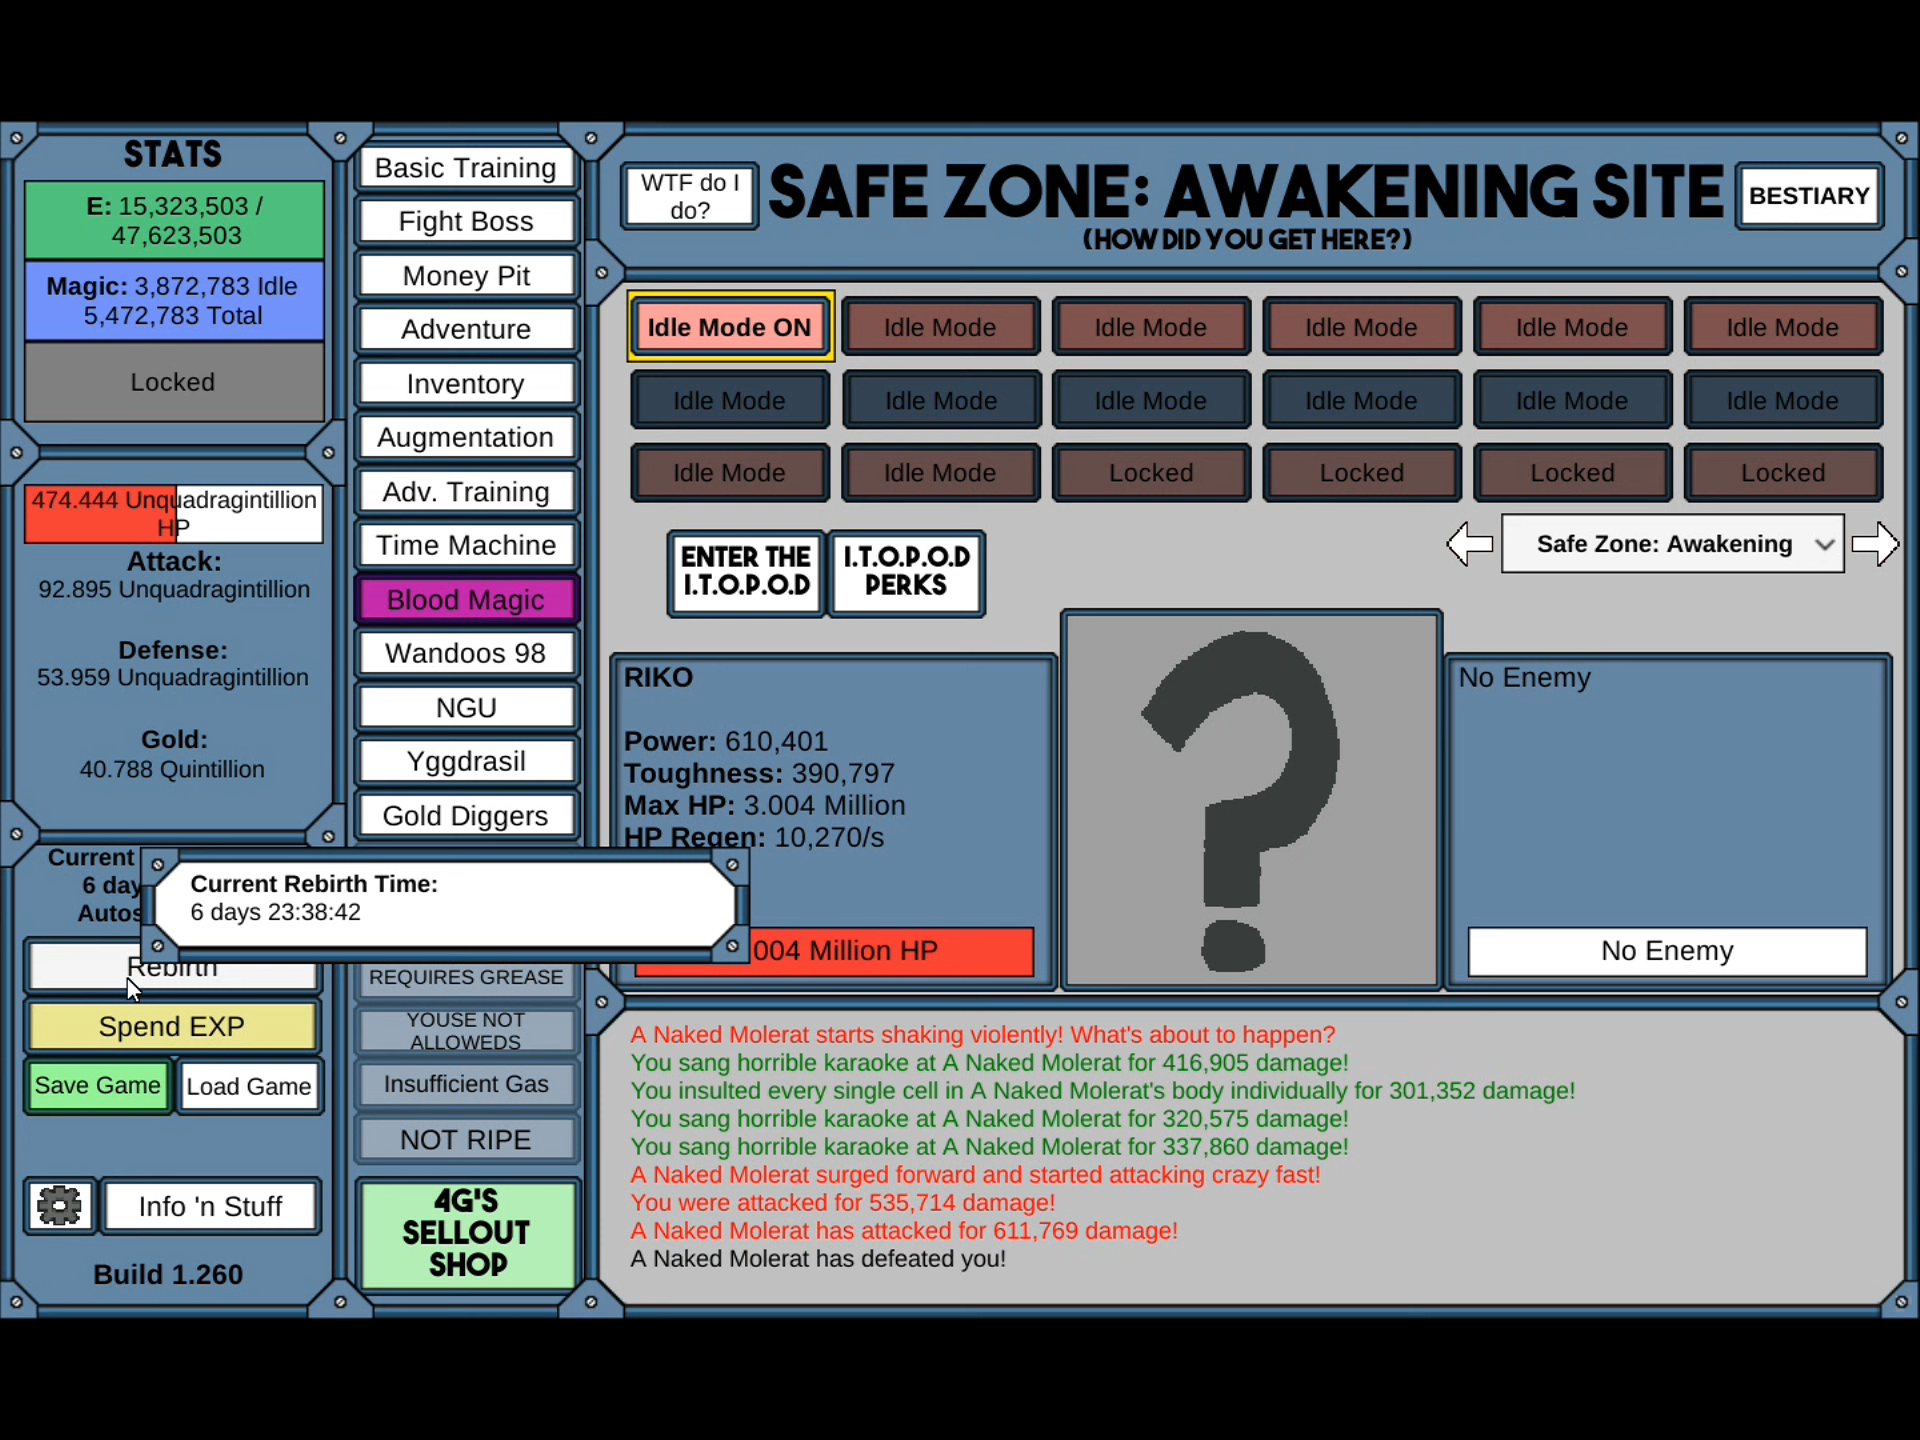 STATS
E: 15,323,503 /
47,623,503
Magic: 3,872,783 Idle
5,472,783 Total
Locked
474.444 Unquadragintillion
HP
Attack:
92.895 Unquadragintillion
Defense:
53.959 Unquadragintillion
Gold:
40.788 Quintillion
Current
6 day
Autos
Rebirth
Spend EXP
Save Game
Load Game
Info 'n Stuff
Build 1.260
Current Rebirth Time:
6 days 23:38:42
Basic Training
Fight Boss
Money Pit
Adventure
Inventory
Augmentation
Adv. Training
Time Machine
Blood Magic
Wandoos 98
NGU
Yggdrasil
Gold Diggers
REQUIRES GREASE
YOUSE NOT
ALLOWEDS
Insufficient Gas
NOT RIPE
4G'S
SELLOUT
SHOP
WTF do I
do?
SAFE ZONE: AWAKENING SITE
(HOW DID YOU GET HERE?)
BESTIARY
Idle Mode ON
Idle Mode
Idle Mode
Idle Mode
Idle Mode
Idle Mode
Idle Mode
Idle Mode
Idle Mode
Idle Mode
Idle Mode
Idle Mode
Idle Mode
Idle Mode
Locked
Locked
Locked
Locked
ENTER THE
I.T.O.P.O.D
I.T.O.P.O.D
PERKS
Safe Zone: Awakening
RIKO
Power: 610,401
Toughness: 390,797
Max HP: 3.004 Million
HP Regen: 10,270/s
004 Million HP
No Enemy
No Enemy
A Naked Molerat starts shaking violently! What's about to happen?
You sang horrible karaoke at A Naked Molerat for 416,905 damage!
You insulted every single cell in A Naked Molerat's body individually for 301,352 damage!
You sang horrible karaoke at A Naked Molerat for 320,575 damage!
You sang horrible karaoke at A Naked Molerat for 337,860 damage!
A Naked Molerat surged forward and started attacking crazy fast!
You were attacked for 535,714 damage!
A Naked Molerat has attacked for 611,769 damage!
A Naked Molerat has defeated you!